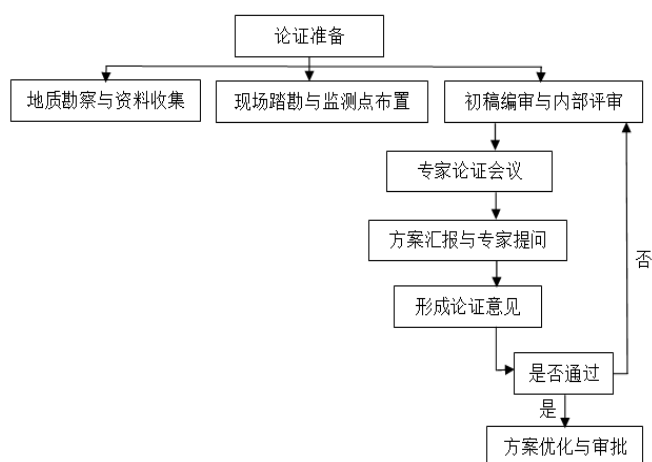 论证准备
地质勘察与资料收集
现场踏勘与监测点布置
初稿编审与内部评审
专家论证会议
方案汇报与专家提问
否
形成论证意见
是否通过
是
方案优化与审批